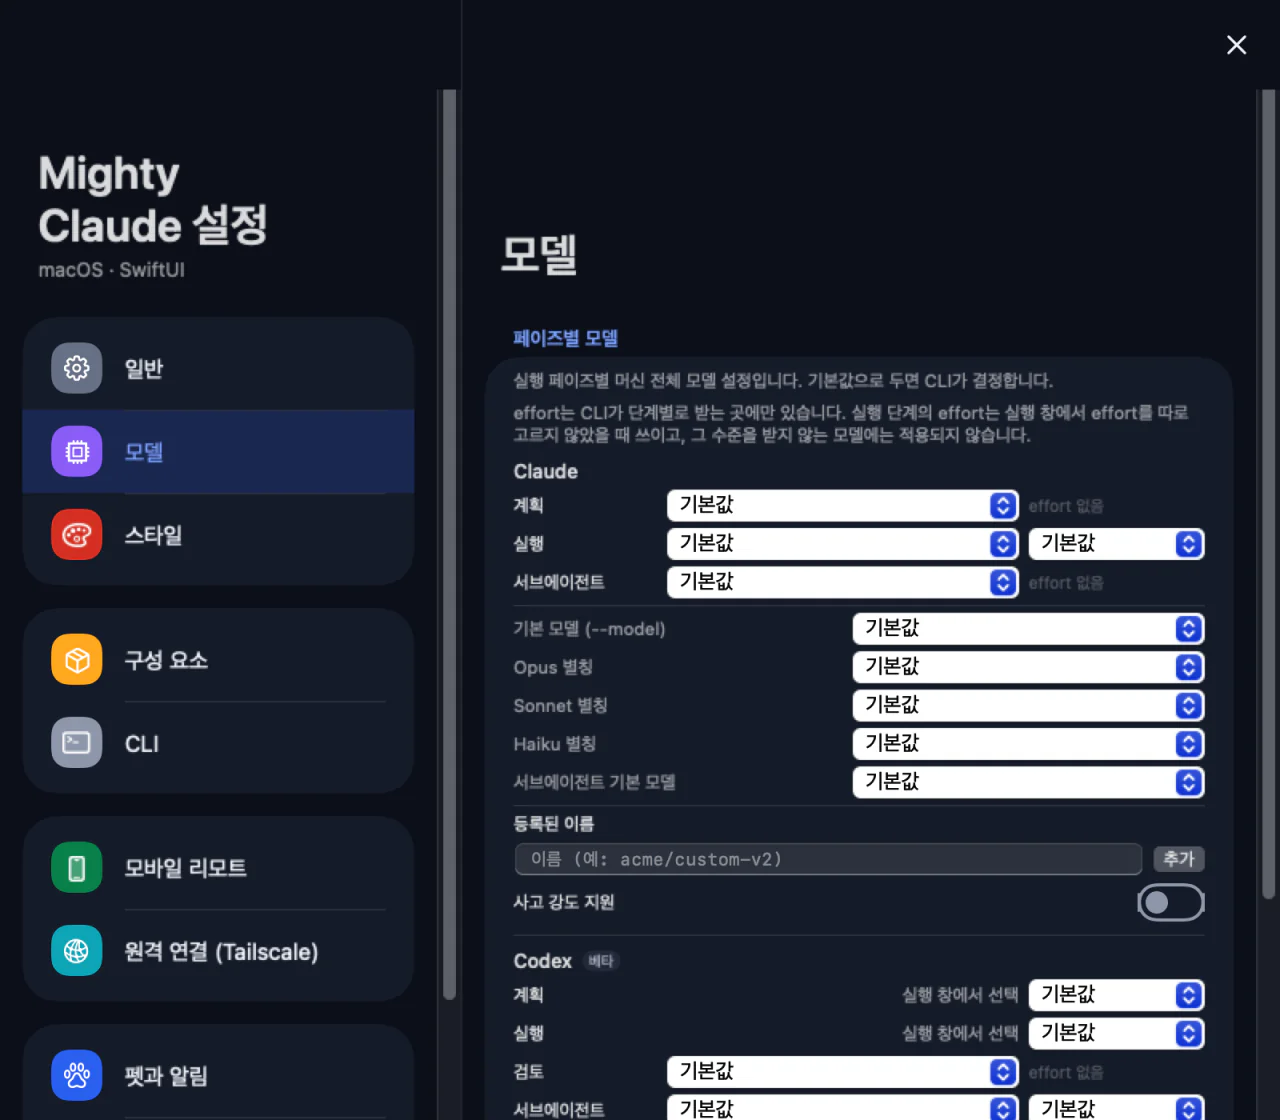 Mighty
Claude 설정
macOS · SwiftUI
일반
모델
스타일
구성 요소
CLI
모바일 리모트
원격 연결 (Tailscale)
펫과 알림
모델
페이즈별 모델
실행 페이즈별 머신 전체 모델 설정입니다. 기본값으로 두면 CLI가 결정합니다.
effort는 CLI가 단계별로 받는 곳에만 있습니다. 실행 단계의 effort는 실행 창에서 effort를 따로
고르지 않았을 때 쓰이고, 그 수준을 받지 않는 모델에는 적용되지 않습니다.
Claude
계획 기본값 effort 없음
실행 기본값 기본값
서브에이전트 기본값 effort 없음
기본 모델 (--model) 기본값
Opus 별칭 기본값
Sonnet 별칭 기본값
Haiku 별칭 기본값
서브에이전트 기본 모델 기본값
등록된 이름
이름 (예: acme/custom-v2) 추가
사고 강도 지원
Codex 베타
계획 실행 창에서 선택 기본값
실행 실행 창에서 선택 기본값
검토 기본값 effort 없음
서브에이전트 기본값 기본값